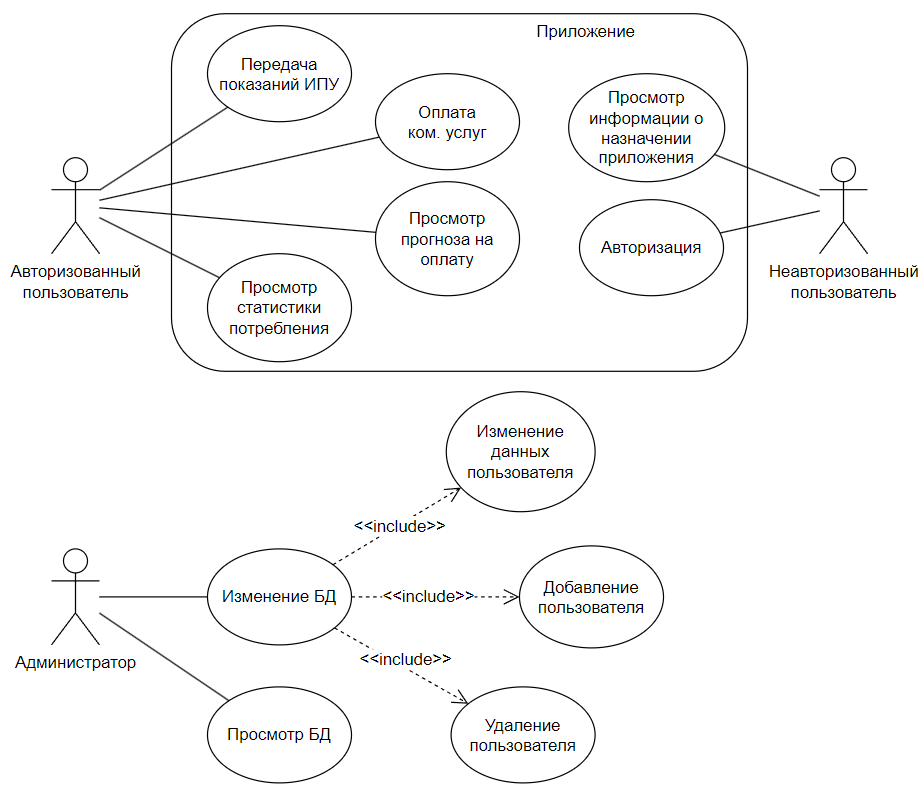 Приложение
Передача
показаний ИПУ
Оплата
ком. услуг
Просмотр
информации о
назначении
приложения
Просмотр
прогноза на
оплату
Авторизация
Авторизованный
пользователь
Неавторизованный
пользователь
Просмотр
статистики
потребления
Изменение
данных
пользователя
<<include>>
Изменение БД
<<include>>
Добавление
пользователя
<<include>>
Администратор
Просмотр БД
Удаление
пользователя